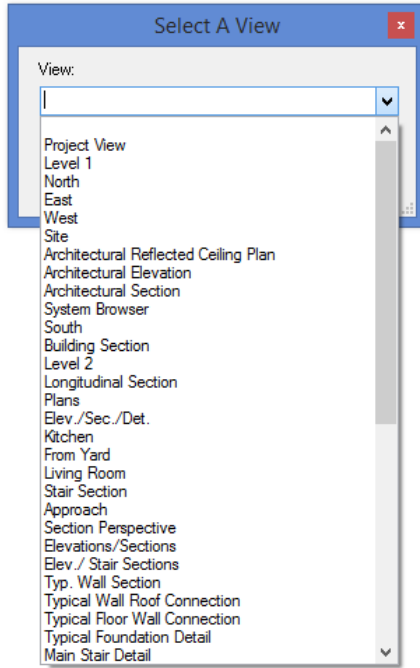 Select A View
x
View:
Project View
Level 1
North
East
West
Site
Architectural Reflected Ceiling Plan
Architectural Elevation
Architectural Section
System Browser
South
Building Section
Level 2
Longitudinal Section
Plans
Elev./Sec./Det.
Kitchen
From Yard
Living Room
Stair Section
Approach
Section Perspective
Elevations/Sections
Elev./ Stair Sections
Typ. Wall Section
Typical Wall Roof Connection
Typical Floor Wall Connection
Typical Foundation Detail
Main Stair Detail